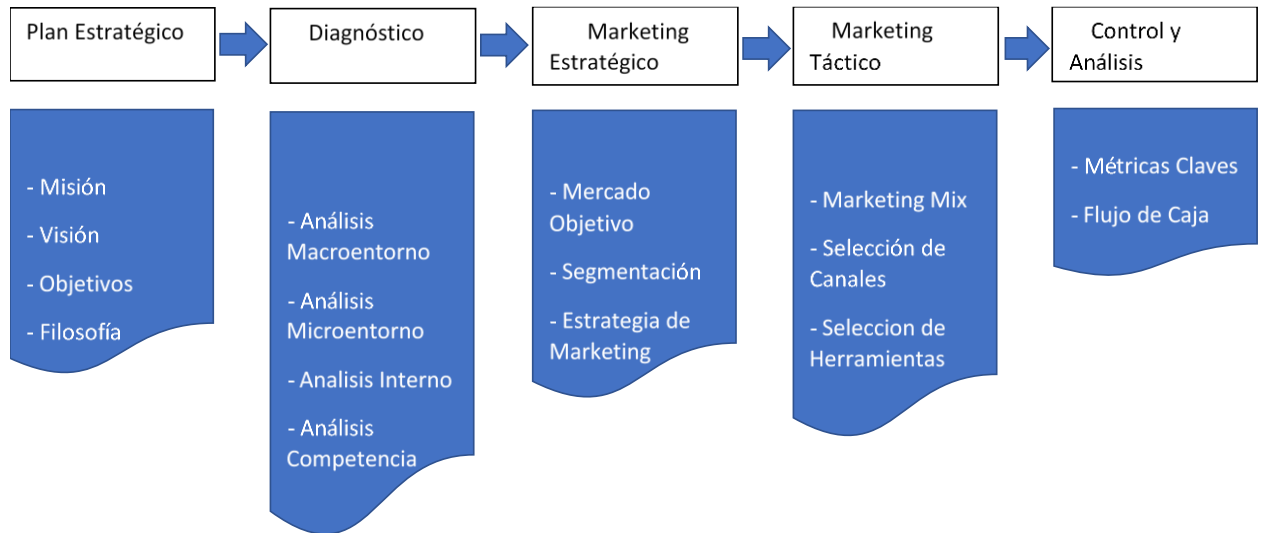 Plan Estratégico
Diagnóstico
Marketing
Estratégico
Marketing
Táctico
Control y
Análisis
- Misión
- Visión
- Objetivos
- Filosofía
- Análisis
Macroentorno
- Análisis
Microentorno
- Analisis Interno
- Análisis
Competencia
- Mercado
Objetivo
- Segmentación
- Estrategia de
Marketing
- Marketing Mix
- Selección de
Canales
- Seleccion de
Herramientas
- Métricas Claves
- Flujo de Caja